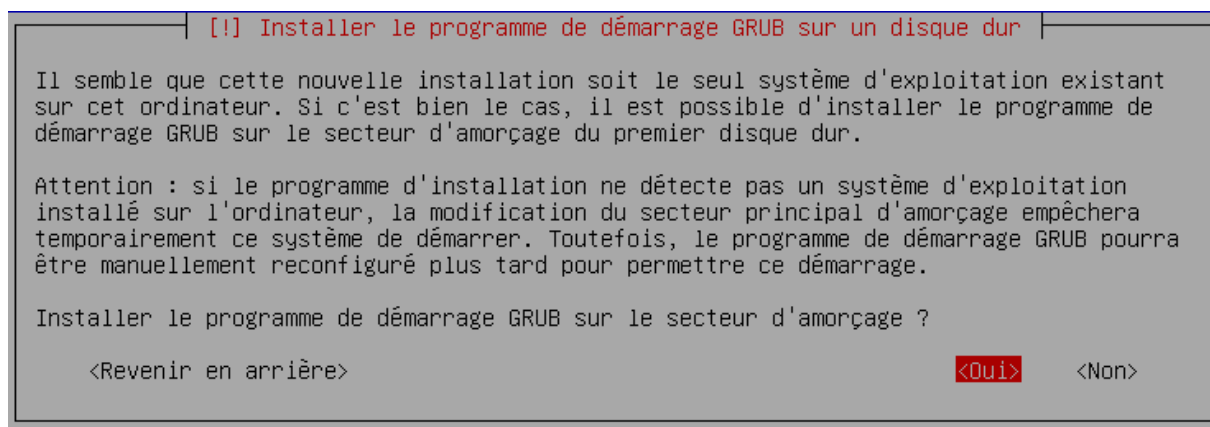 [!] Installer le programme de démarrage GRUB sur un disque dur
Il semble que cette nouvelle installation soit le seul système d'exploitation existant
sur cet ordinateur. Si c'est bien le cas, il est possible d'installer le programme de
démarrage GRUB sur le secteur d'amorçage du premier disque dur.
Attention : si le programme d'installation ne détecte pas un système d'exploitation
installé sur l'ordinateur, la modification du secteur principal d'amorçage empêchera
temporairement ce système de démarrer. Toutefois, le programme de démarrage GRUB pourra
être manuellement reconfiguré plus tard pour permettre ce démarrage.
Installer le programme de démarrage GRUB sur le secteur d'amorçage ?
<Revenir en arrière> <Oui> <Non>